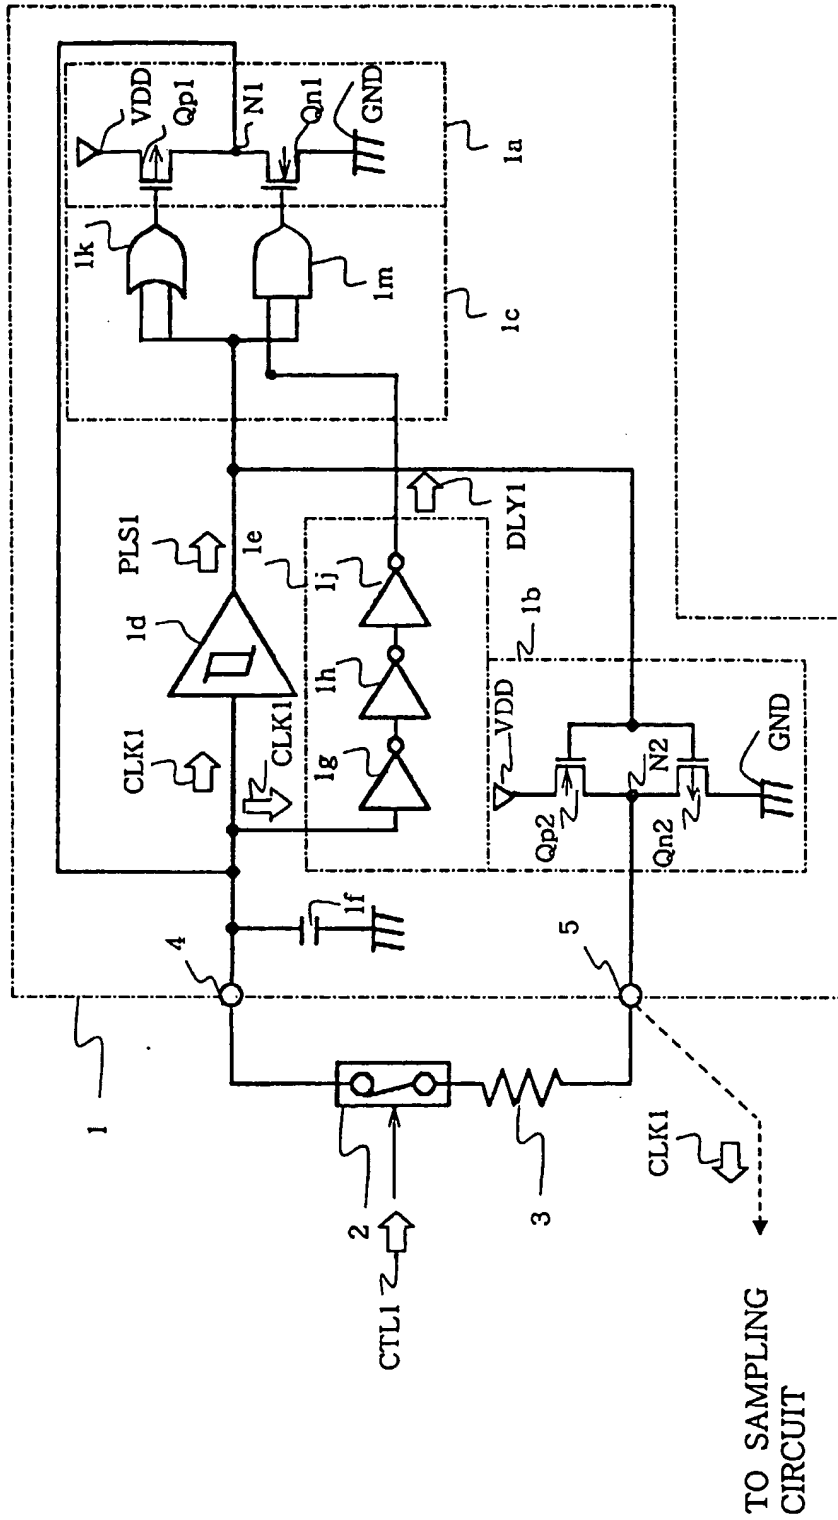 1
4
1f
CLK1
CLK1
1d
PLS1
1e
1g
1h
1j
DLY1
1k
1m
1c
VDD
Qp1
N1
Qn1
GND
1a
1b
VDD
Qp2
N2
Qn2
GND
5
2
CTL1
3
CLK1
TO SAMPLING
CIRCUIT